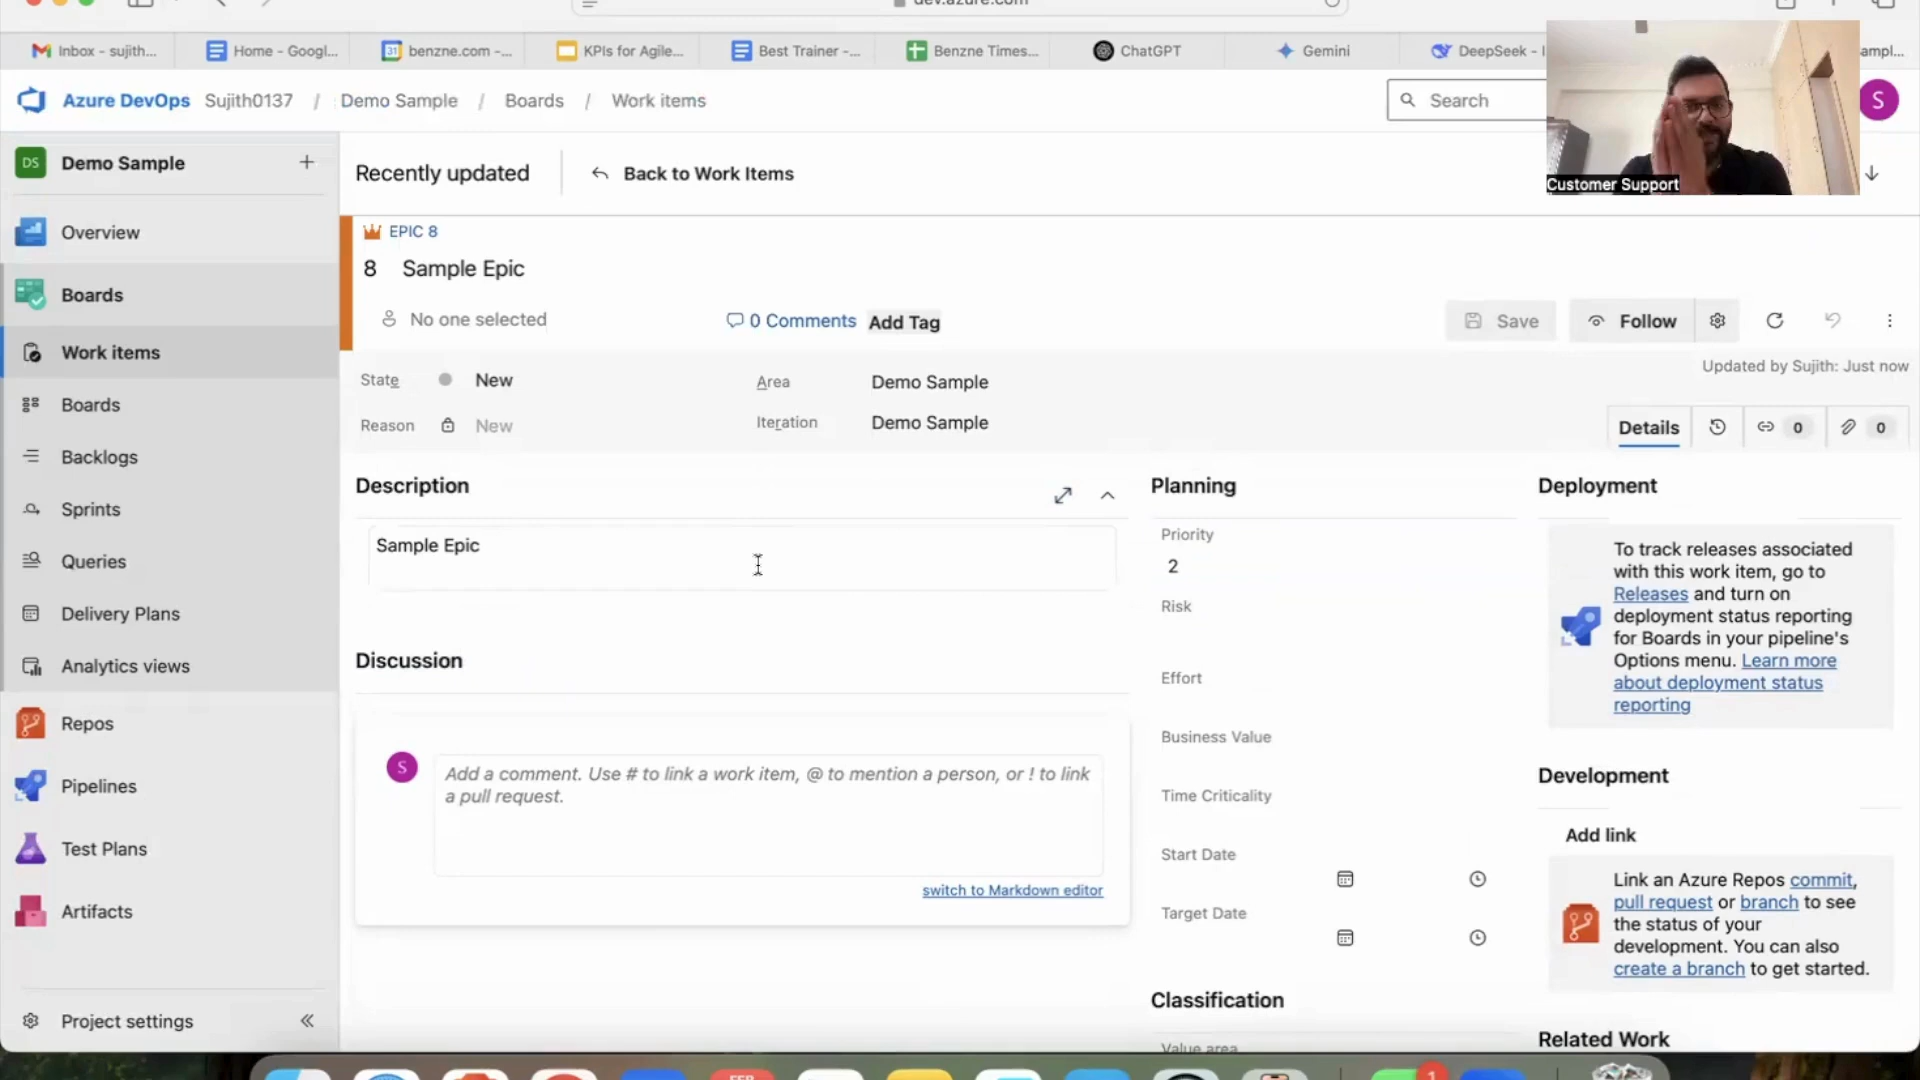 dev.azure.com
Inbox - sujith...
Home - Googl...
benzne.com -...
KPIs for Agile...
Best Trainer -...
Benzne Times...
ChatGPT
Gemini
DeepSeek - I
ampl...
Azure DevOps Sujith0137 / Demo Sample / Boards / Work items
Search
S
Customer Support
DS Demo Sample
Overview
Boards
Work items
Boards
Backlogs
Sprints
Queries
Delivery Plans
Analytics views
Repos
Pipelines
Test Plans
Artifacts
Project settings
Recently updated
Back to Work Items
EPIC 8
8 Sample Epic
No one selected
0 Comments
Add Tag
Save
Follow
Updated by Sujith: Just now
State New
Reason New
Area Demo Sample
Iteration Demo Sample
Details
0
0
Description
Sample Epic
Discussion
S
Add a comment. Use # to link a work item, @ to mention a person, or ! to link
a pull request.
switch to Markdown editor
Planning
Priority
2
Risk
Effort
Business Value
Time Criticality
Start Date
Target Date
Classification
Value area
Deployment
To track releases associated
with this work item, go to
Releases and turn on
deployment status reporting
for Boards in your pipeline's
Options menu. Learn more
about deployment status
reporting
Development
Add link
Link an Azure Repos commit,
pull request or branch to see
the status of your
development. You can also
create a branch to get started.
Related Work
FEB
1